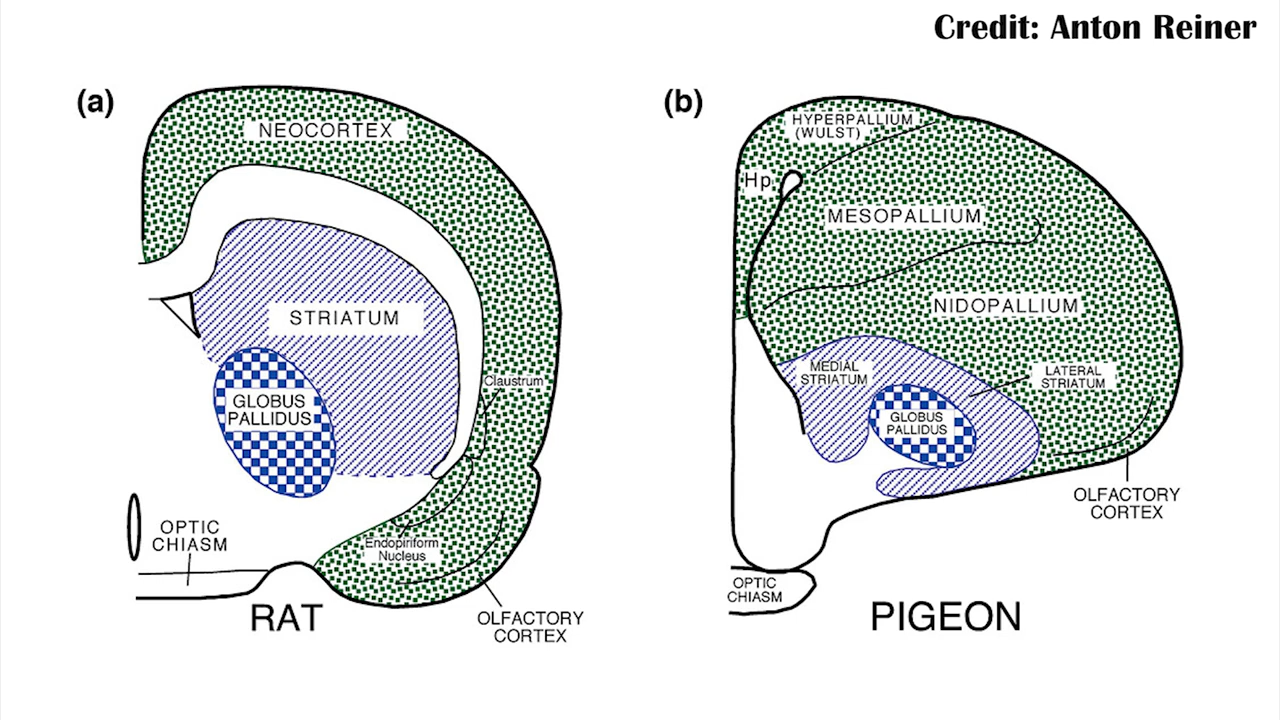 Credit: Anton Reiner
(a)
NEOCORTEX
STRIATUM
Claustrum
GLOBUS
PALLIDUS
OPTIC
CHIASM
Endopiriform
Nucleus
OLFACTORY
CORTEX
RAT
(b)
HYPERPALLIUM
(WULST)
Hp
MESOPALLIUM
NIDOPALLIUM
MEDIAL
STRIATUM
LATERAL
STRIATUM
GLOBUS
PALLIDUS
OLFACTORY
CORTEX
OPTIC
CHIASM
PIGEON